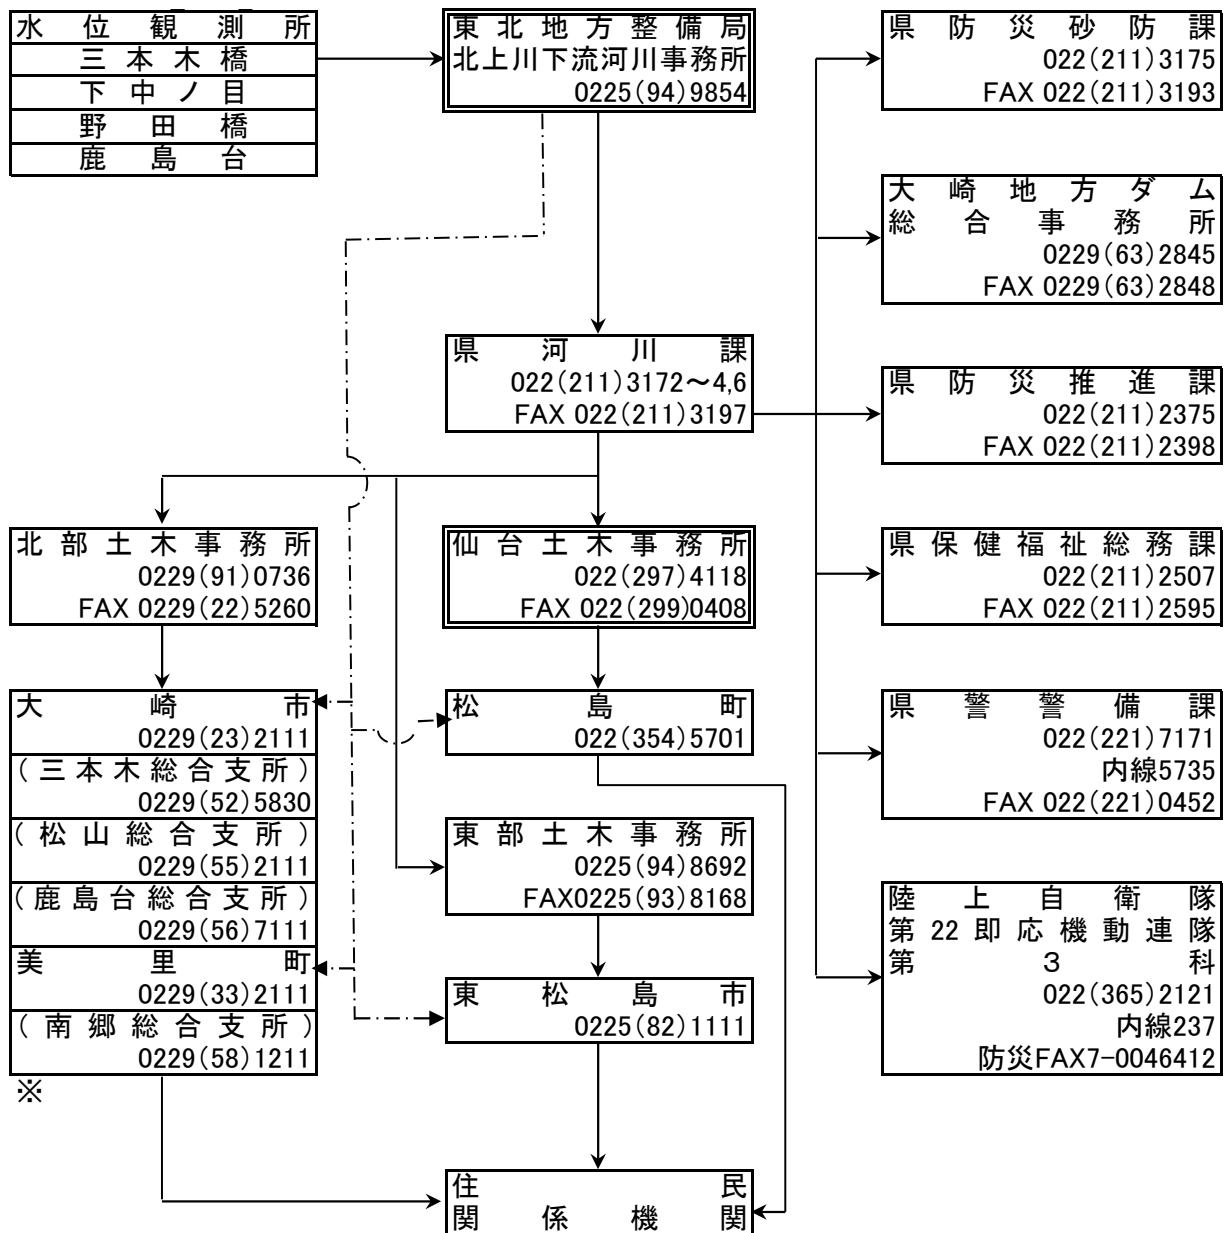 水位観測所
三本木橋
下中ノ目
野田橋
鹿島台
東北地方整備局
北上川下流河川事務所
0225(94)9854
県河川課
022(211)3172～4,6
FAX 022(211)3197
北部土木事務所
0229(91)0736
FAX 0229(22)5260
大崎市
0229(23)2111
(三本木総合支所)
0229(52)5830
(松山総合支所)
0229(55)2111
(鹿島台総合支所)
0229(56)7111
美里町
0229(33)2111
(南郷総合支所)
0229(58)1211
※
仙台土木事務所
022(297)4118
FAX 022(299)0408
松島町
022(354)5701
東部土木事務所
0225(94)8692
FAX0225(93)8168
東松島市
0225(82)1111
住民
関係機関
県防災砂防課
022(211)3175
FAX 022(211)3193
大崎地方ダム
総合事務所
0229(63)2845
FAX 0229(63)2848
県防災推進課
022(211)2375
FAX 022(211)2398
県保健福祉総務課
022(211)2507
FAX 022(211)2595
県警警備課
022(221)7171
内線5735
FAX 022(221)0452
陸上自衛隊
第22即応機動連隊
第3科
022(365)2121
内線237
防災FAX7-0046412